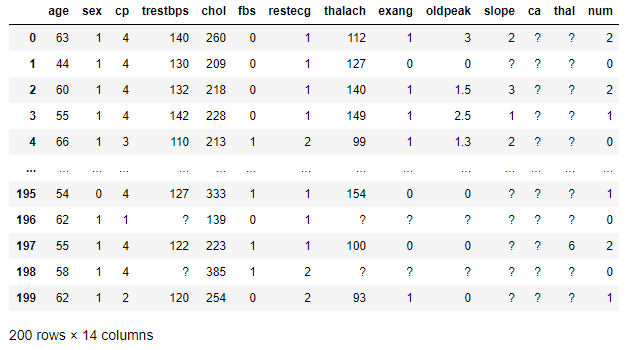 age sex cp trestbps chol fbs restecg thalach exang oldpeak slope ca thal num
0 63 1 4 140 260 0 1 112 1 3 2 ? ? 2
1 44 1 4 130 209 0 1 127 0 0 ? ? ? 0
2 60 1 4 132 218 0 1 140 1 1.5 3 ? ? 2
3 55 1 4 142 228 0 1 149 1 2.5 1 ? ? 1
4 66 1 3 110 213 1 2 99 1 1.3 2 ? ? 0
... ... ... ... ... ... ... ... ... ... ... ... ... ... ...
195 54 0 4 127 333 1 1 154 0 0 ? ? ? 1
196 62 1 1 ? 139 0 1 ? ? ? ? ? ? 0
197 55 1 4 122 223 1 1 100 0 0 ? ? 6 2
198 58 1 4 ? 385 1 2 ? ? ? ? ? ? 0
199 62 1 2 120 254 0 2 93 1 0 ? ? ? 1
200 rows × 14 columns